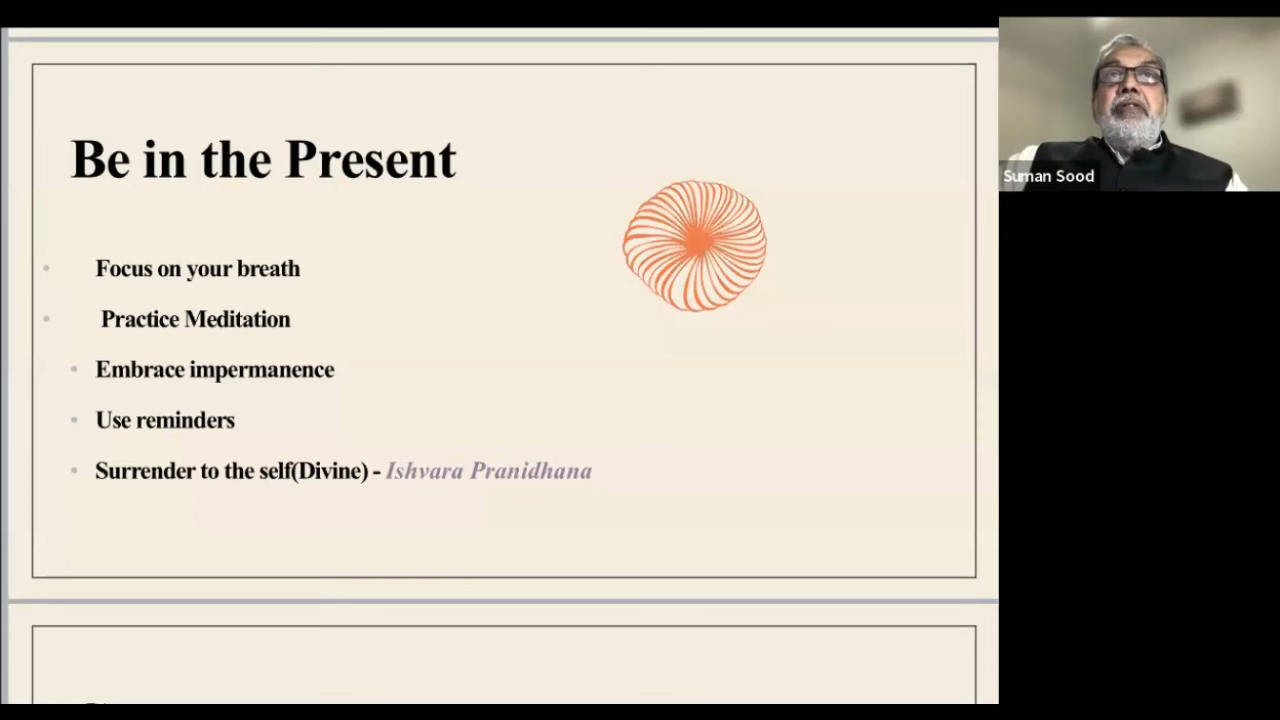 Be in the Present
Focus on your breath
Practice Meditation
Embrace impermanence
Use reminders
Surrender to the self(Divine) - Ishvara Pranidhana
Suman Sood